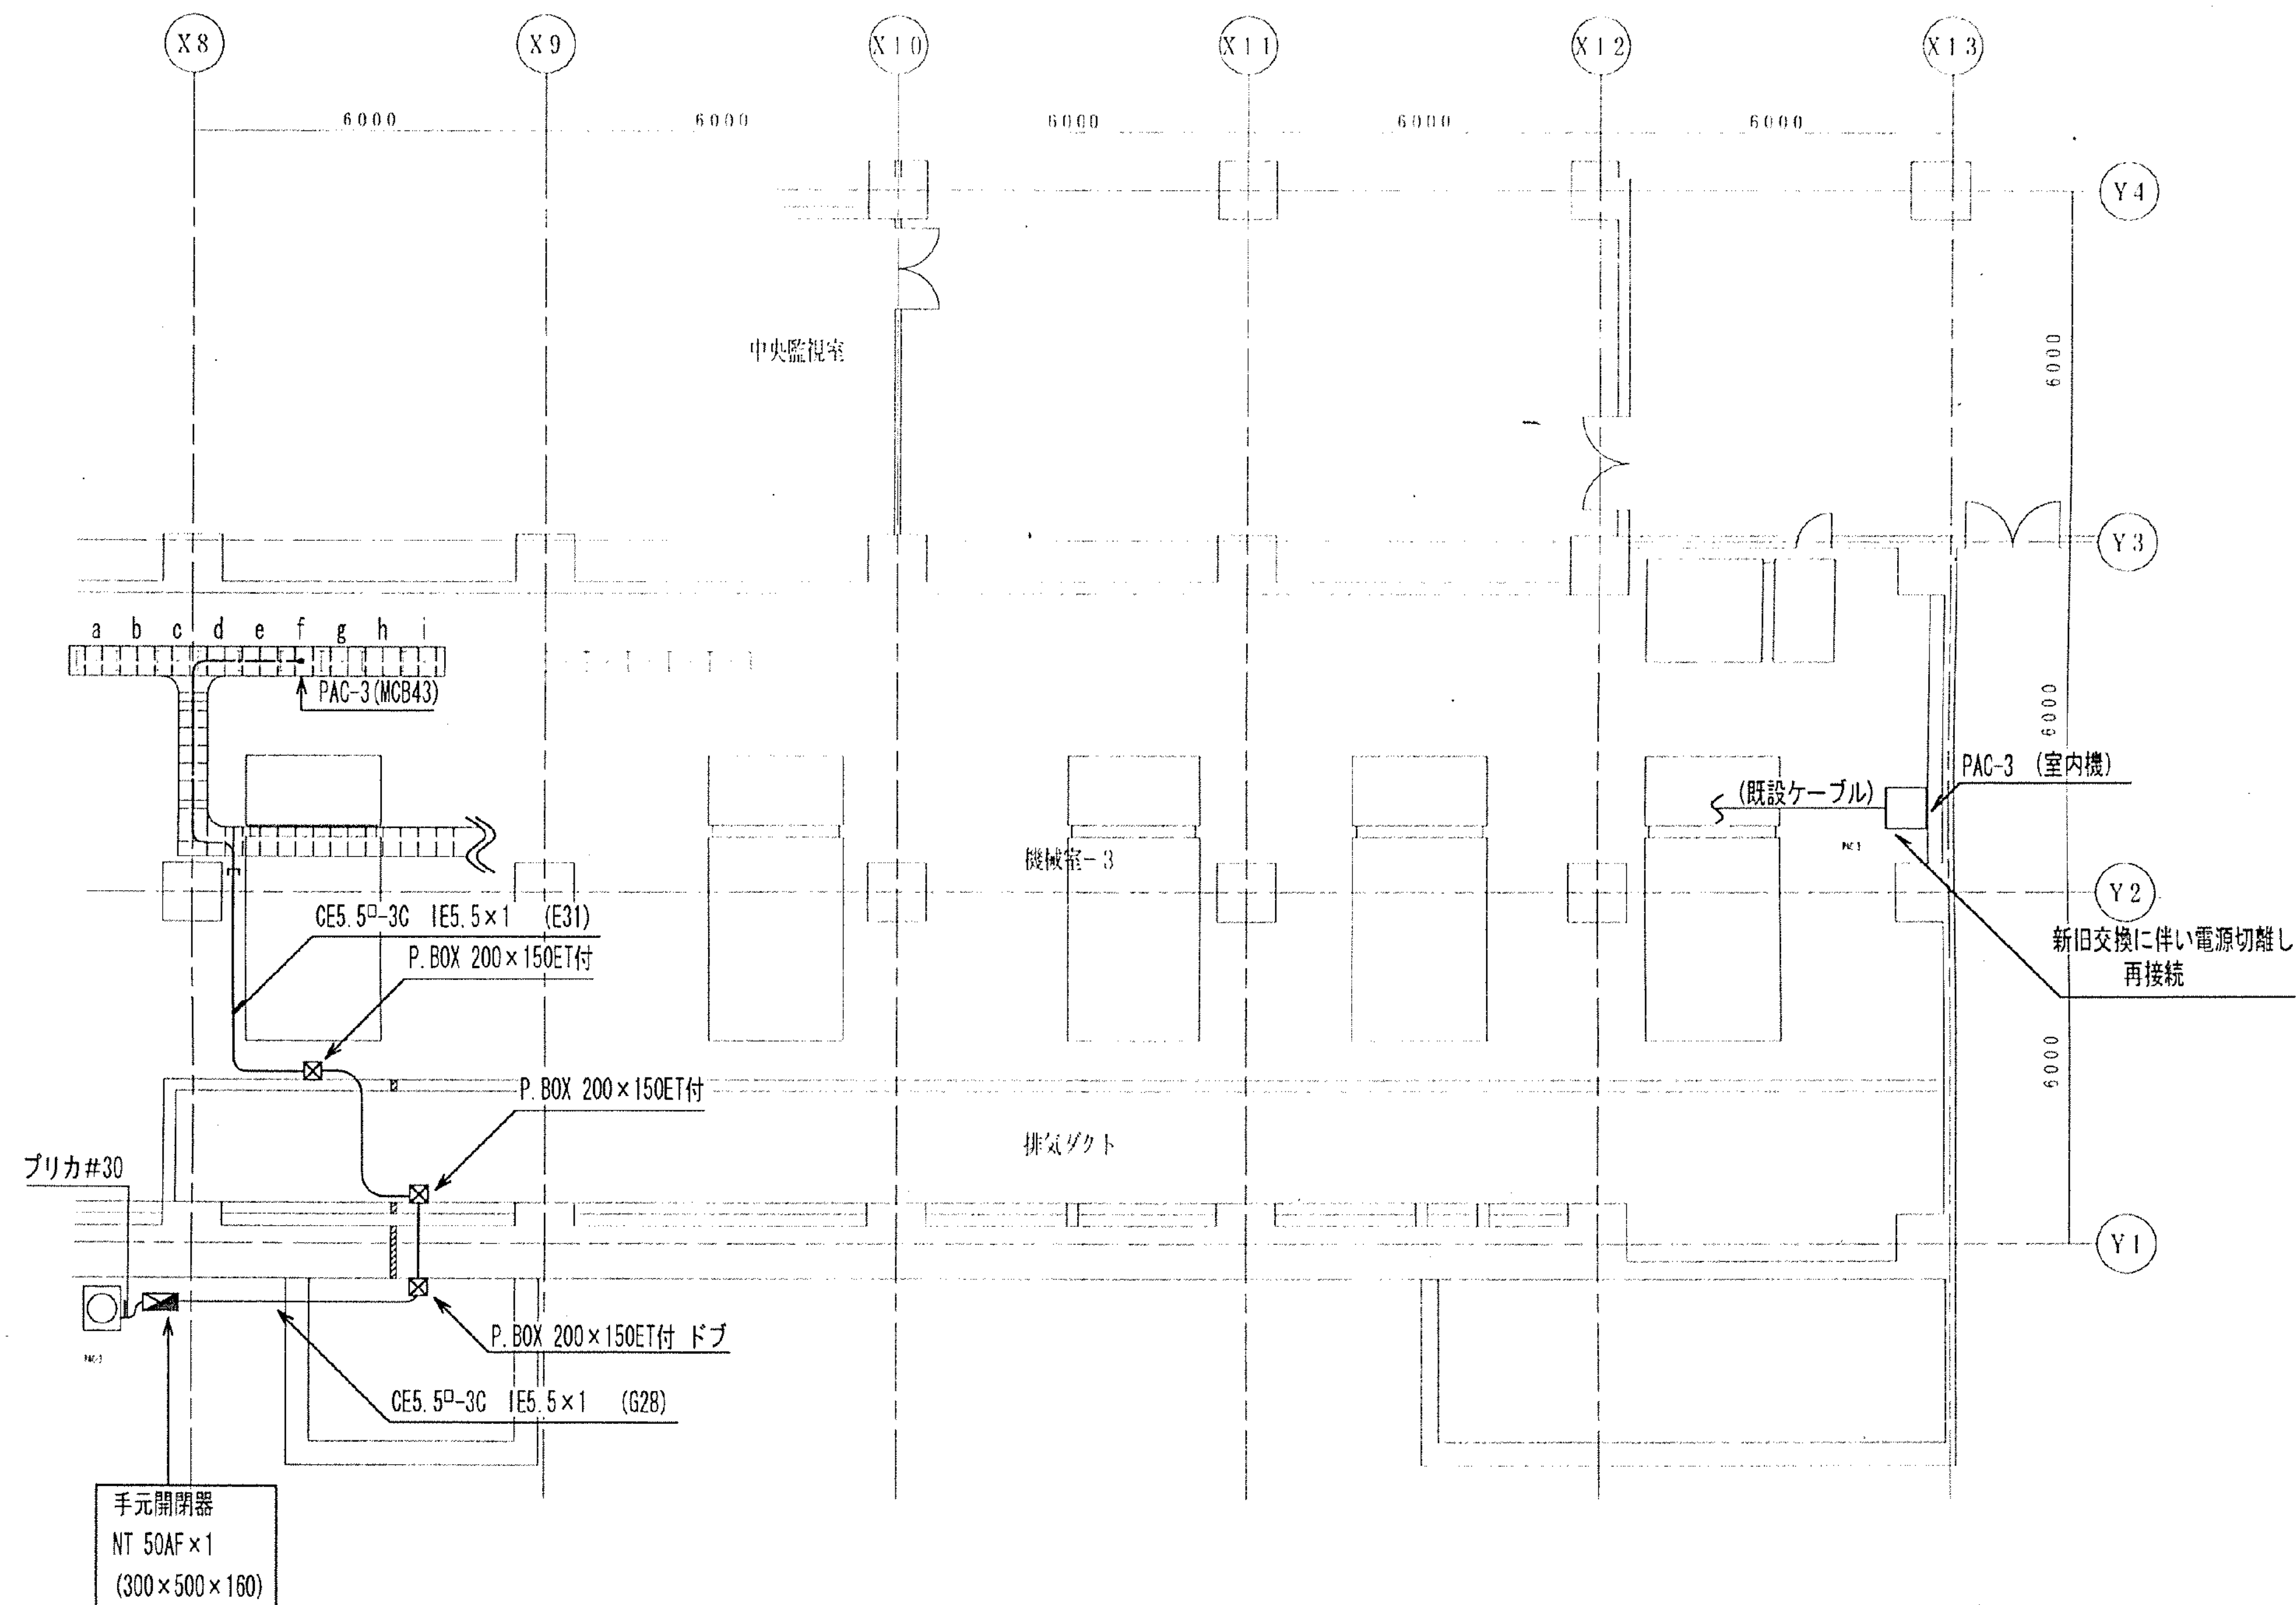 X8
X9
X10
X11
X12
X13
6000
6000
6000
6000
6000
Y4
中央監視室
6000
Y3
a b c d e f g h i
PAC-3(MCB43)
6000
PAC-3 (室内機)
(既設ケーブル)
PAC-3
機械室-3
Y2
CE5.5□-3C IE5.5×1 (E31)
P.BOX 200×150ET付
新旧交換に伴い電源切離し
再接続
6000
P.BOX 200×150ET付
排気ダクト
プリカ#30
Y1
P.BOX 200×150ET付 ドブ
PAC-3
CE5.5□-3C IE5.5×1 (G28)
手元開閉器
NT 50AF×1
(300×500×160)